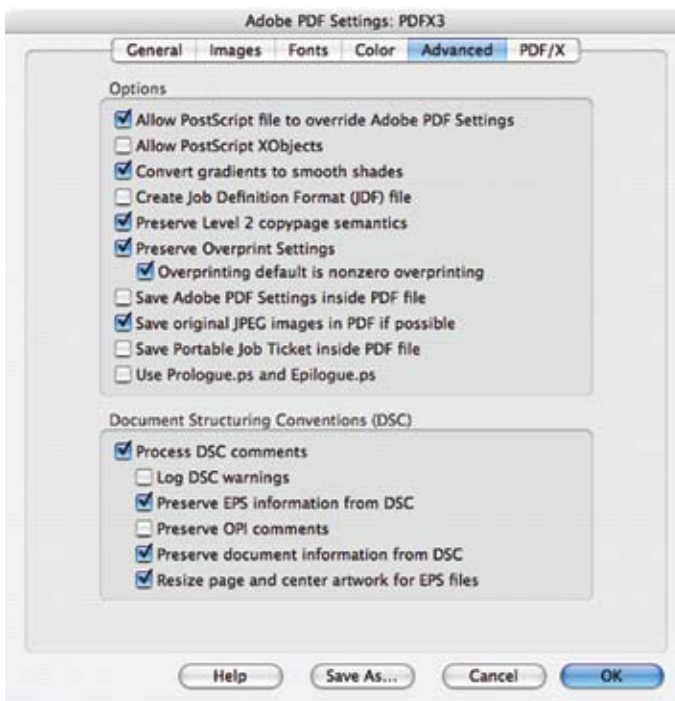 Adobe PDF Settings: PDFX3
General Images Fonts Color Advanced PDF/X
Options
Allow PostScript file to override Adobe PDF Settings
Allow PostScript XObjects
Convert gradients to smooth shades
Create Job Definition Format (JDF) file
Preserve Level 2 copypage semantics
Preserve Overprint Settings
Overprinting default is nonzero overprinting
Save Adobe PDF Settings inside PDF file
Save original JPEG images in PDF if possible
Save Portable Job Ticket inside PDF file
Use Prologue.ps and Epilogue.ps
Document Structuring Conventions (DSC)
Process DSC comments
Log DSC warnings
Preserve EPS information from DSC
Preserve OPI comments
Preserve document information from DSC
Resize page and center artwork for EPS files
Help Save As... Cancel OK